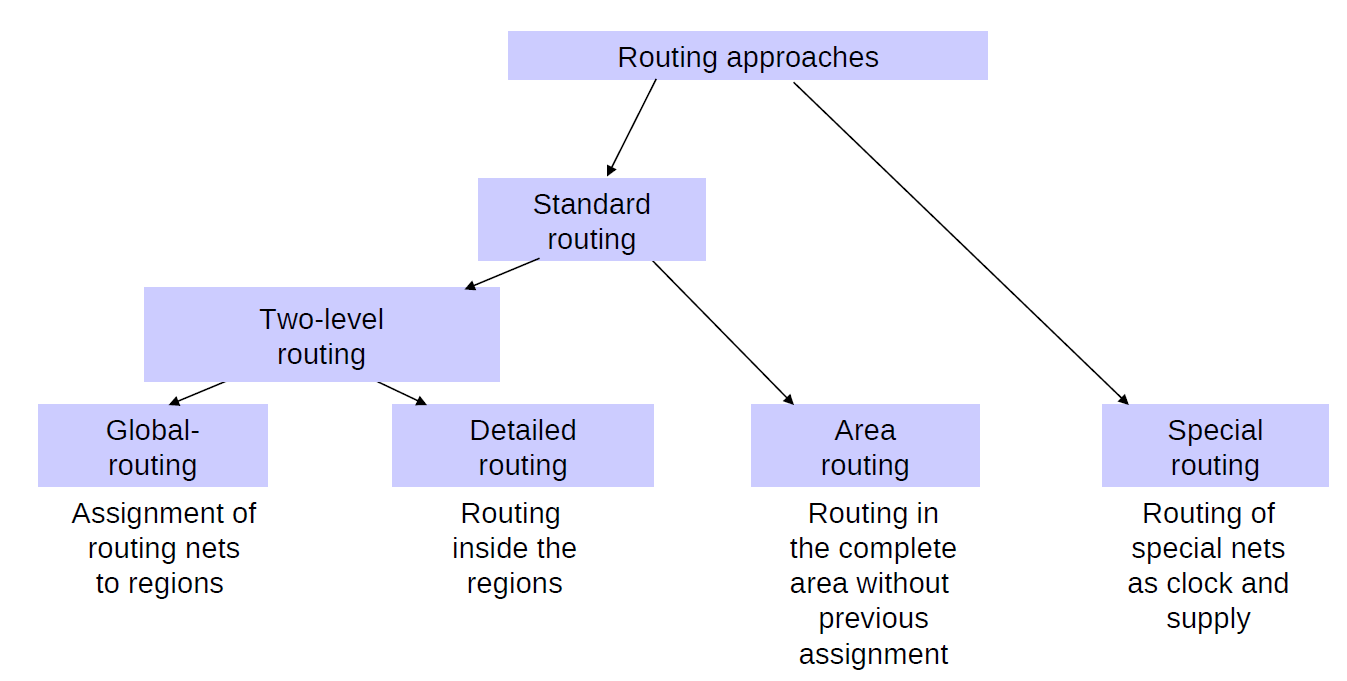 Routing approaches
Standard
routing
Two-level
routing
Global-
routing
Assignment of
routing nets
to regions
Detailed
routing
Routing
inside the
regions
Area
routing
Routing in
the complete
area without
previous
assignment
Special
routing
Routing of
special nets
as clock and
supply